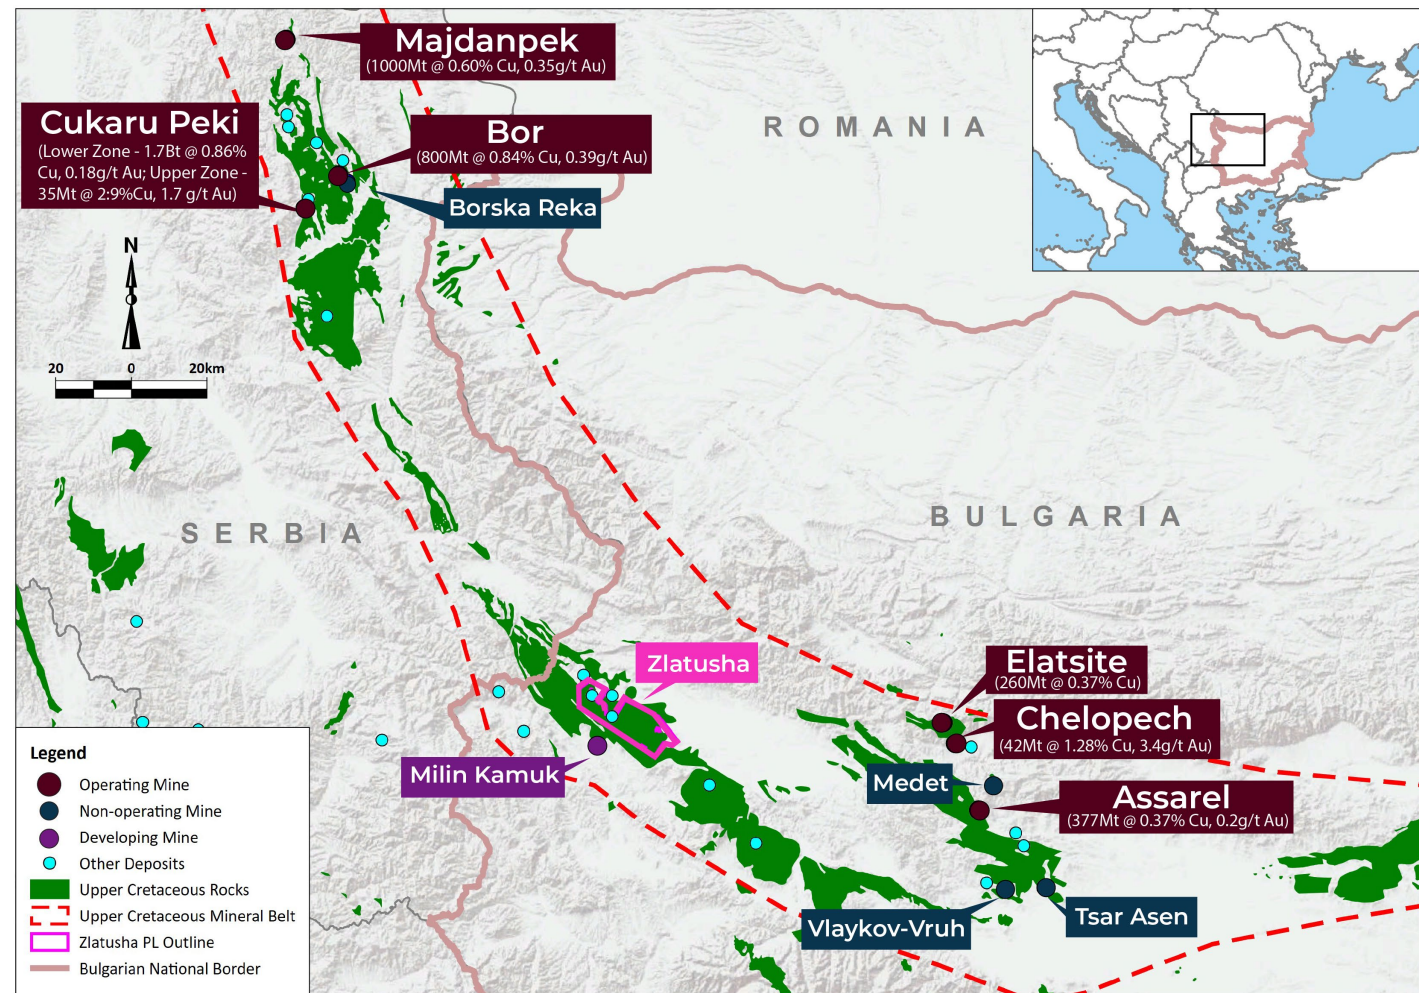 Majdanpek
(1000Mt @ 0.60% Cu, 0.35g/t Au)
Cukaru Peki
(Lower Zone - 1.7Bt @ 0.86%
Cu, 0.18g/t Au; Upper Zone -
35Mt @ 2:9%Cu, 1.7 g/t Au)
Bor
(800Mt @ 0.84% Cu, 0.39g/t Au)
Borska Reka
ROMANIA
N
20 0 20km
SERBIA
BULGARIA
Zlatusha
Elatsite
(260Mt @ 0.37% Cu)
Chelopech
(42Mt @ 1.28% Cu, 3.4g/t Au)
Milin Kamuk
Medet
Assarel
(377Mt @ 0.37% Cu, 0.2g/t Au)
Vlaykov-Vruh
Tsar Asen
Legend
Operating Mine
Non-operating Mine
Developing Mine
Other Deposits
Upper Cretaceous Rocks
Upper Cretaceous Mineral Belt
Zlatusha PL Outline
Bulgarian National Border